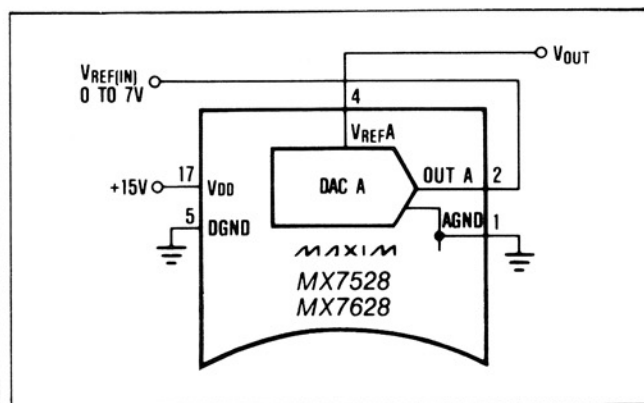 VOUT
VREF(IN)
0 TO 7V
4
VREFA
17
+15V
VDD
DAC A
OUT A
2
5
DGND
AGND
1
MAXIM
MX7528
MX7628